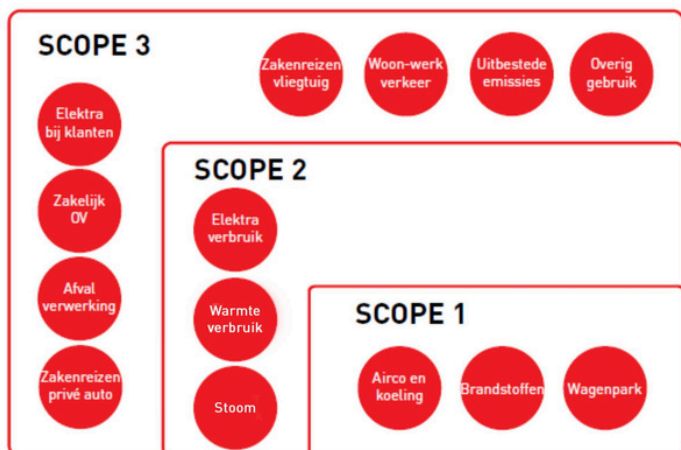 SCOPE 3
Zakenreizen
vliegtuig
Woon-werk
verkeer
Uitbestede
emissies
Overig
gebruik
Elektra
bij klanten
Zakelijk
OV
Afval
verwerking
Zakenreizen
privé auto
SCOPE 2
Elektra
verbruik
Warmte
verbruik
Stoom
SCOPE 1
Airco en
koeling
Brandstoffen
Wagenpark